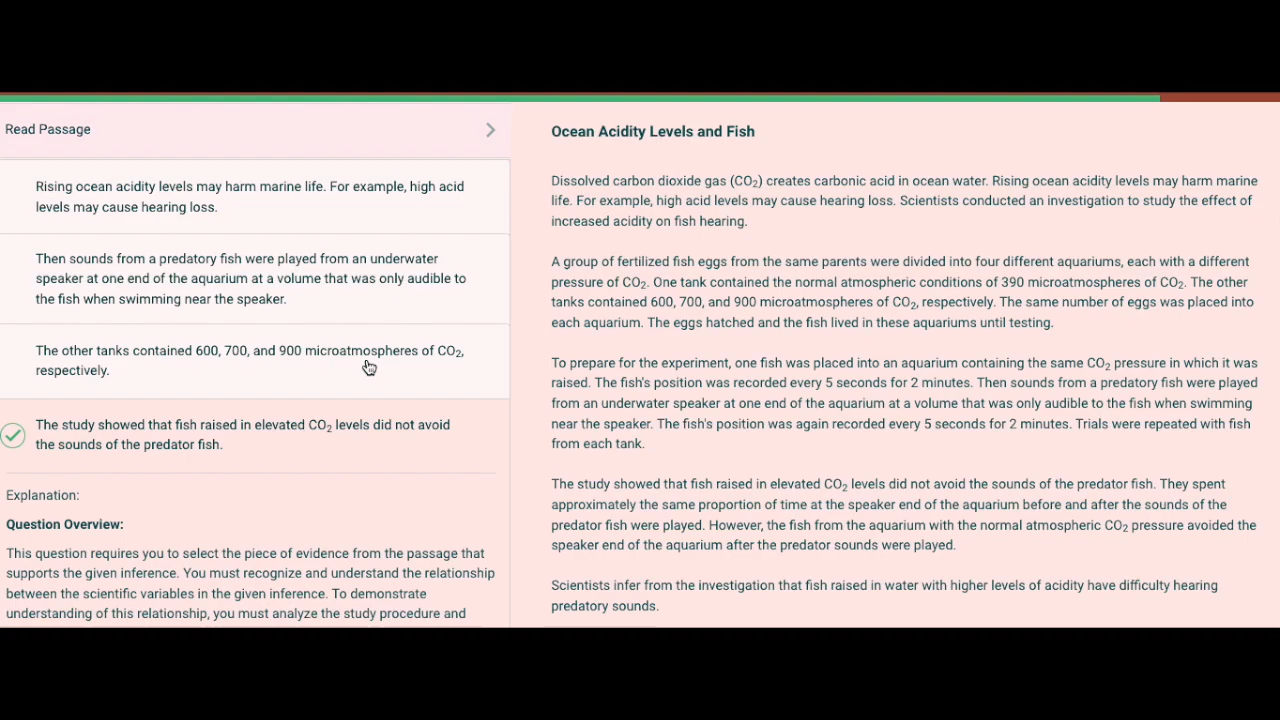 Read Passage
Rising ocean acidity levels may harm marine life. For example, high acid
levels may cause hearing loss.
Then sounds from a predatory fish were played from an underwater
speaker at one end of the aquarium at a volume that was only audible to
the fish when swimming near the speaker.
The other tanks contained 600, 700, and 900 microatmospheres of CO₂,
respectively.
The study showed that fish raised in elevated CO₂ levels did not avoid
the sounds of the predator fish.
Explanation:
Question Overview:
This question requires you to select the piece of evidence from the passage that
supports the given inference. You must recognize and understand the relationship
between the scientific variables in the given inference. To demonstrate
understanding of this relationship, you must analyze the study procedure and
Ocean Acidity Levels and Fish
Dissolved carbon dioxide gas (CO₂) creates carbonic acid in ocean water. Rising ocean acidity levels may harm marine
life. For example, high acid levels may cause hearing loss. Scientists conducted an investigation to study the effect of
increased acidity on fish hearing.
A group of fertilized fish eggs from the same parents were divided into four different aquariums, each with a different
pressure of CO₂. One tank contained the normal atmospheric conditions of 390 microatmospheres of CO₂. The other
tanks contained 600, 700, and 900 microatmospheres of CO₂, respectively. The same number of eggs was placed into
each aquarium. The eggs hatched and the fish lived in these aquariums until testing.
To prepare for the experiment, one fish was placed into an aquarium containing the same CO₂ pressure in which it was
raised. The fish's position was recorded every 5 seconds for 2 minutes. Then sounds from a predatory fish were played
from an underwater speaker at one end of the aquarium at a volume that was only audible to the fish when swimming
near the speaker. The fish's position was again recorded every 5 seconds for 2 minutes. Trials were repeated with fish
from each tank.
The study showed that fish raised in elevated CO₂ levels did not avoid the sounds of the predator fish. They spent
approximately the same proportion of time at the speaker end of the aquarium before and after the sounds of the
predator fish were played. However, the fish from the aquarium with the normal atmospheric CO₂ pressure avoided the
speaker end of the aquarium after the predator sounds were played.
Scientists infer from the investigation that fish raised in water with higher levels of acidity have difficulty hearing
predatory sounds.